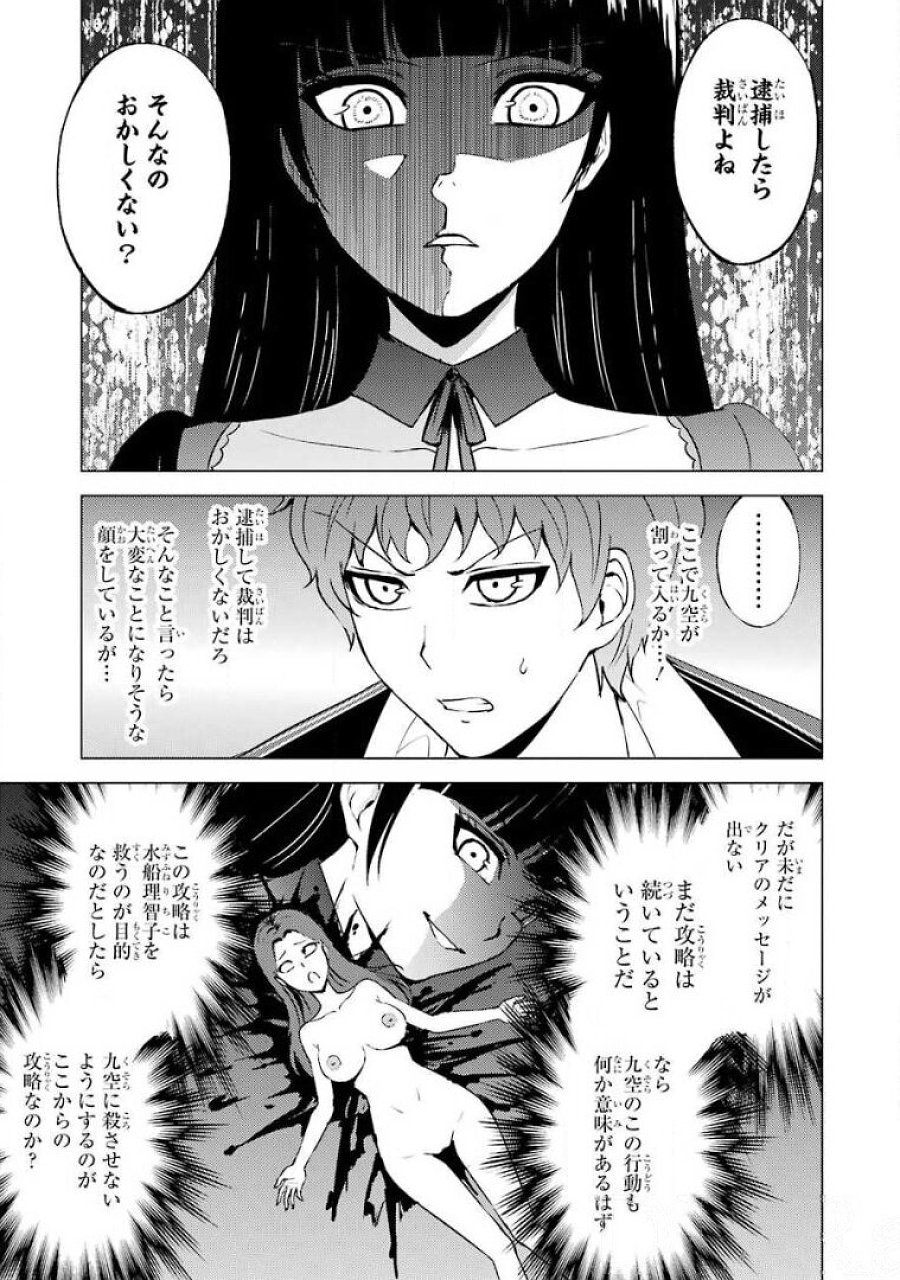 逮捕したら
裁判よね
そんなの
おかしくない？
………
ここで九空が
割って入るか…！
逮捕して裁判は
おかしくないだろ
そんなこと言ったら
大変なことになりそうな
顔をしているが…
だが未だに
クリアのメッセージが
出ない
まだ攻略は
続いていると
いうことだ
なら
九空のこの行動も
何か意味があるはず
この攻略は
水船理智子を
救うのが目的
なのだとしたら
九空に殺させない
ようにするのが
ここからの
攻略なのか？